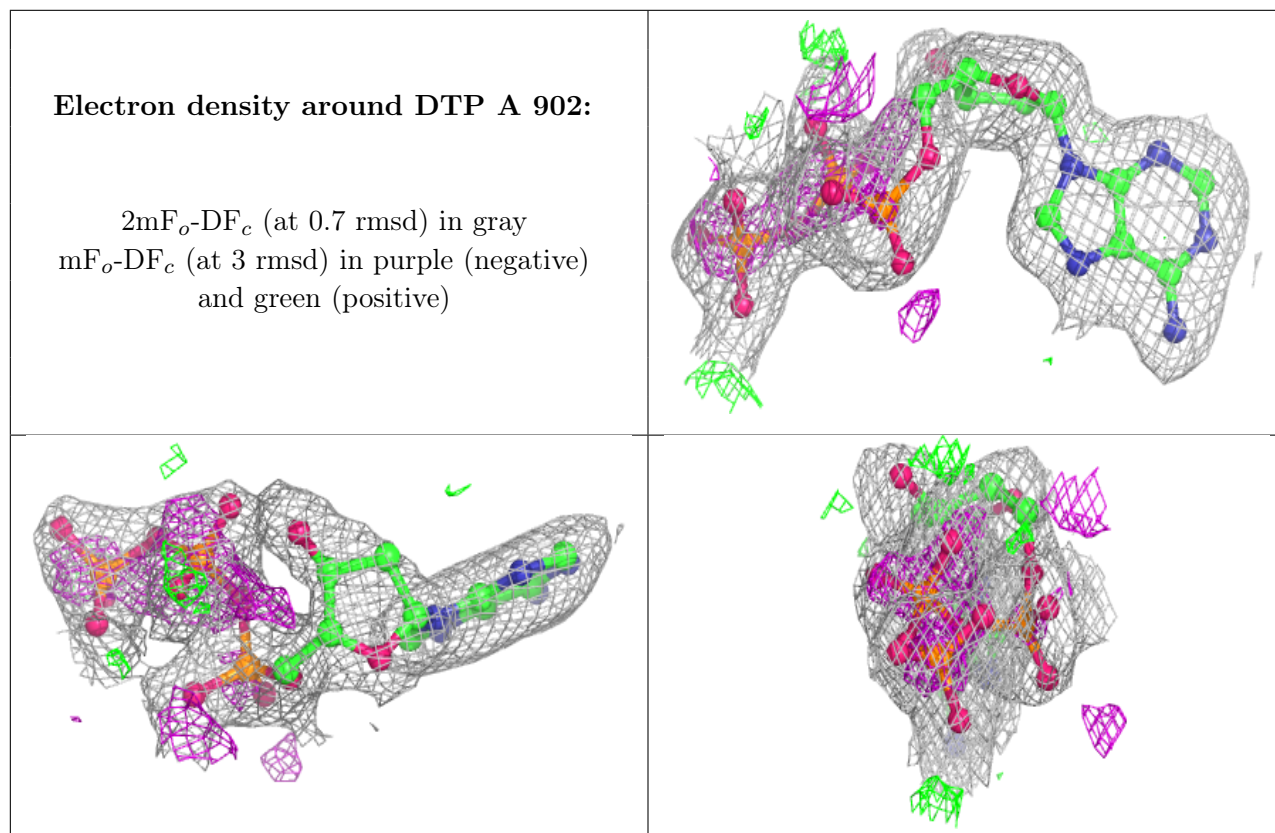 Electron density around DTP A 902:
2mFo-DFc (at 0.7 rmsd) in gray
mFo-DFc (at 3 rmsd) in purple (negative)
and green (positive)